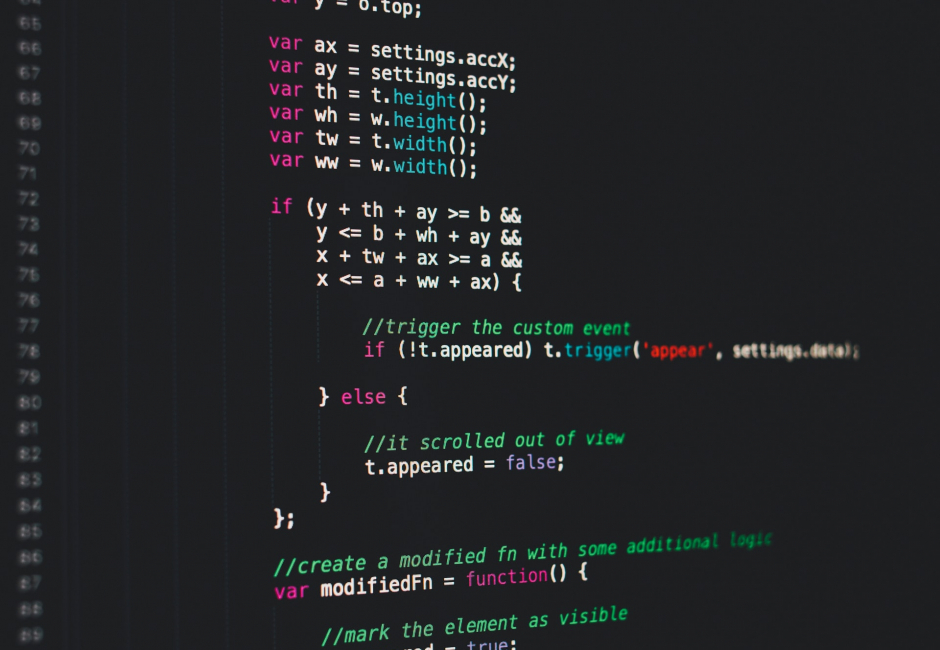 65 var y = o.top;
66
67 var ax = settings.accX;
68 var ay = settings.accY;
69 var th = t.height();
70 var wh = w.height();
71 var tw = t.width();
var ww = w.width();
72
73 if (y + th + ay >= b &&
74 y <= b + wh + ay &&
75 x + tw + ax >= a &&
76 x <= a + ww + ax) {
77 //trigger the custom event
78 if (!t.appeared) t.trigger('appear', settings.data);
79
80 } else {
81
82 //it scrolled out of view
83 t.appeared = false;
84 }
85 };
86 //create a modified fn with some additional logic
87 var modifiedFn = function() {
88
89 //mark the element as visible
= true;